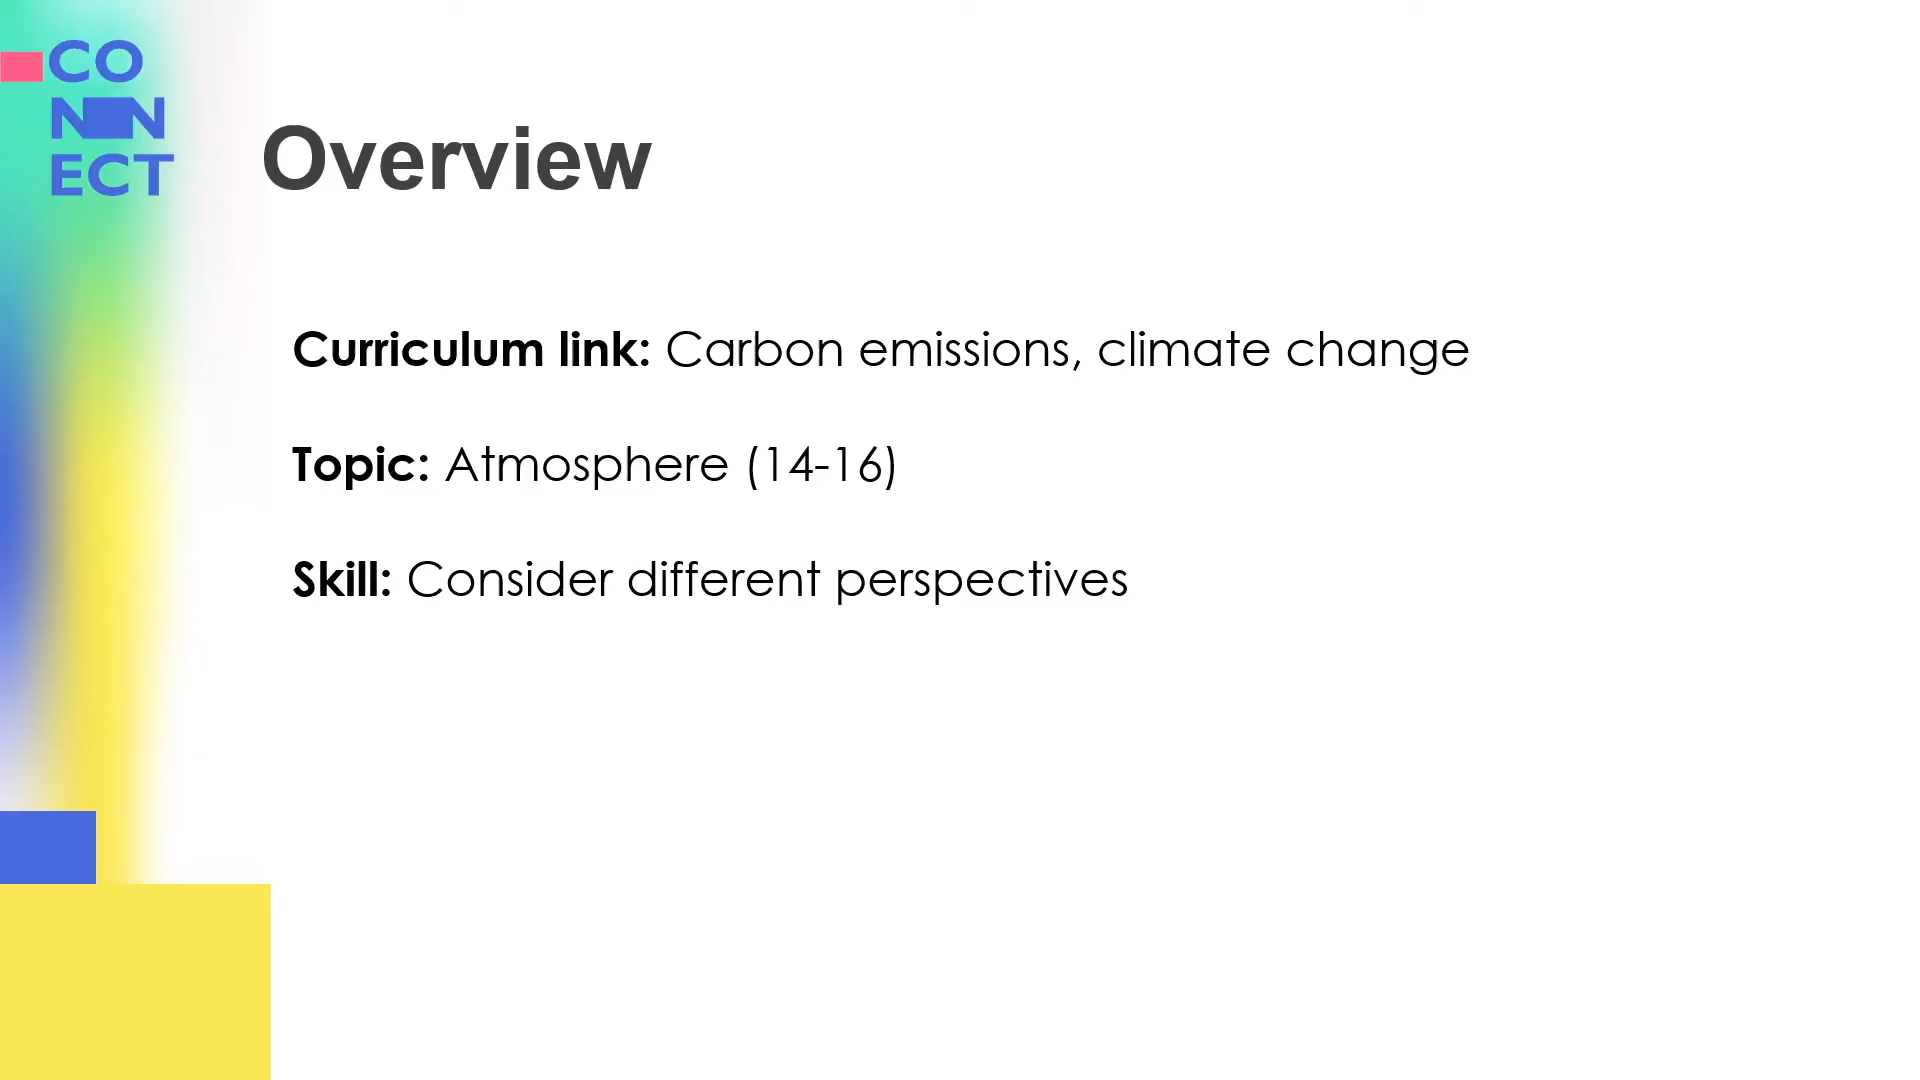 CO
NN
ECT
Overview
Curriculum link: Carbon emissions, climate change
Topic: Atmosphere (14-16)
Skill: Consider different perspectives